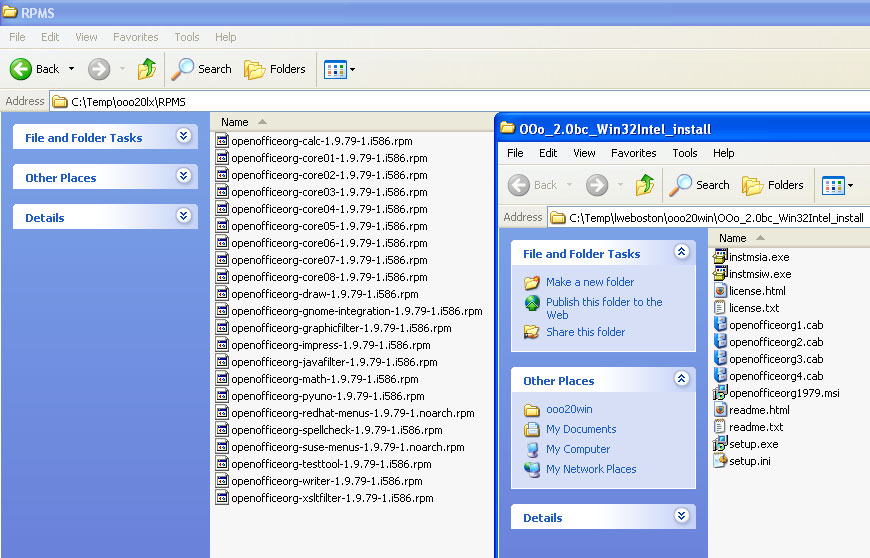 RPMS
File Edit View Favorites Tools Help
Back Search Folders
Address C:\Temp\ooo20lx\RPMS
File and Folder Tasks
Other Places
Details
Name
openofficeorg-calc-1.9.79-1.i586.rpm
openofficeorg-core01-1.9.79-1.i586.rpm
openofficeorg-core02-1.9.79-1.i586.rpm
openofficeorg-core03-1.9.79-1.i586.rpm
openofficeorg-core04-1.9.79-1.i586.rpm
openofficeorg-core05-1.9.79-1.i586.rpm
openofficeorg-core06-1.9.79-1.i586.rpm
openofficeorg-core07-1.9.79-1.i586.rpm
openofficeorg-core08-1.9.79-1.i586.rpm
openofficeorg-draw-1.9.79-1.i586.rpm
openofficeorg-gnome-integration-1.9.79-1.i586.rpm
openofficeorg-graphicfilter-1.9.79-1.i586.rpm
openofficeorg-impress-1.9.79-1.i586.rpm
openofficeorg-javafilter-1.9.79-1.i586.rpm
openofficeorg-math-1.9.79-1.i586.rpm
openofficeorg-pyuno-1.9.79-1.i586.rpm
openofficeorg-redhat-menus-1.9.79-1.noarch.rpm
openofficeorg-spellcheck-1.9.79-1.i586.rpm
openofficeorg-suse-menus-1.9.79-1.noarch.rpm
openofficeorg-testtool-1.9.79-1.i586.rpm
openofficeorg-writer-1.9.79-1.i586.rpm
openofficeorg-xsltfilter-1.9.79-1.i586.rpm
OOo_2.0bc_Win32Intel_install
File Edit View Favorites Tools Help
Back Search Folders
Address C:\Temp\lweboston\ooo20win\OOo_2.0bc_Win32Intel_install
File and Folder Tasks
Make a new folder
Publish this folder to the
Web
Share this folder
Other Places
ooo20win
My Documents
My Computer
My Network Places
Details
Name
instmsia.exe
instmsiw.exe
license.html
license.txt
openofficeorg1.cab
openofficeorg2.cab
openofficeorg3.cab
openofficeorg4.cab
openofficeorg1979.msi
readme.html
readme.txt
setup.exe
setup.ini